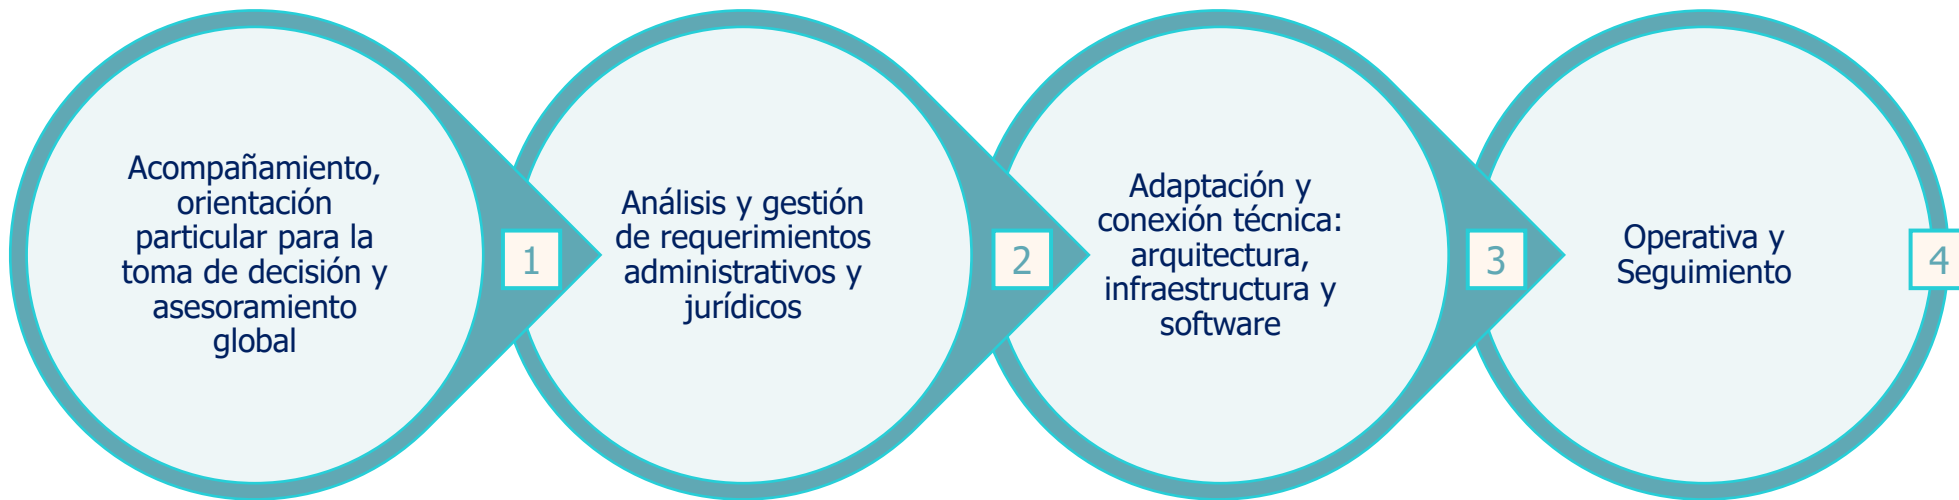 Acompañamiento,
orientación
particular para la
toma de decisión y
asesoramiento
global
1
Análisis y gestión
de requerimientos
administrativos y
jurídicos
2
Adaptación y
conexión técnica:
arquitectura,
infraestructura y
software
3
Operativa y
Seguimiento
4